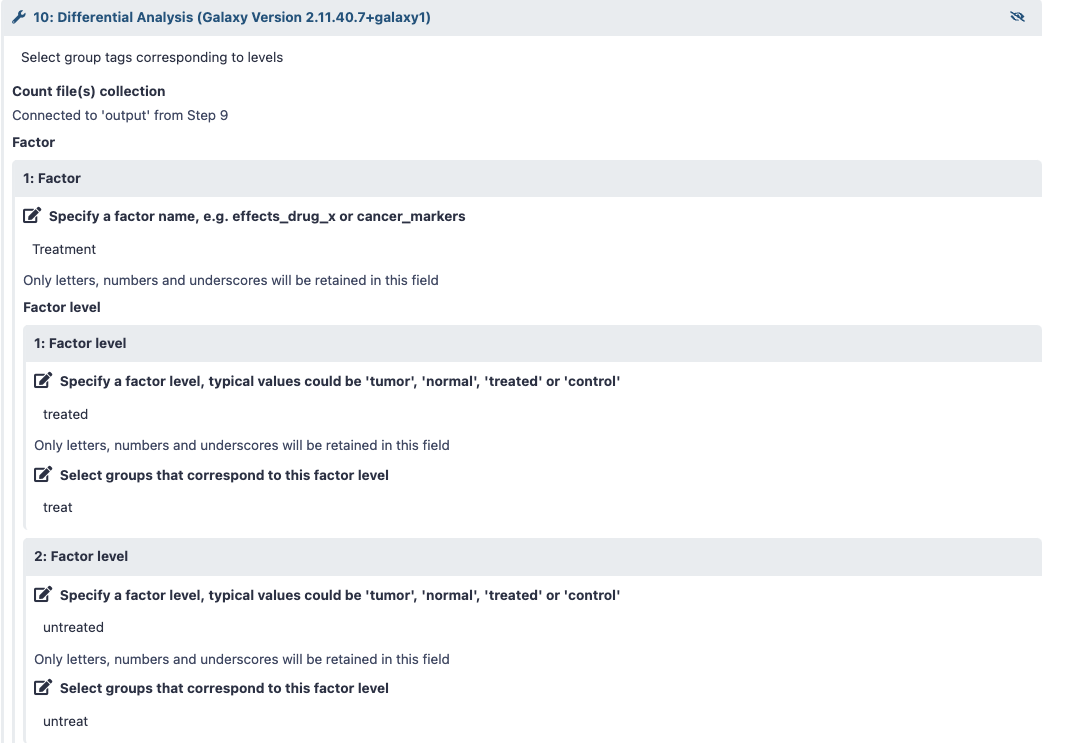 10: Differential Analysis (Galaxy Version 2.11.40.7+galaxy1)
Select group tags corresponding to levels
Count file(s) collection
Connected to 'output' from Step 9
Factor
1: Factor
Specify a factor name, e.g. effects_drug_x or cancer_markers
Treatment
Only letters, numbers and underscores will be retained in this field
Factor level
1: Factor level
Specify a factor level, typical values could be 'tumor', 'normal', 'treated' or 'control'
treated
Only letters, numbers and underscores will be retained in this field
Select groups that correspond to this factor level
treat
2: Factor level
Specify a factor level, typical values could be 'tumor', 'normal', 'treated' or 'control'
untreated
Only letters, numbers and underscores will be retained in this field
Select groups that correspond to this factor level
untreat